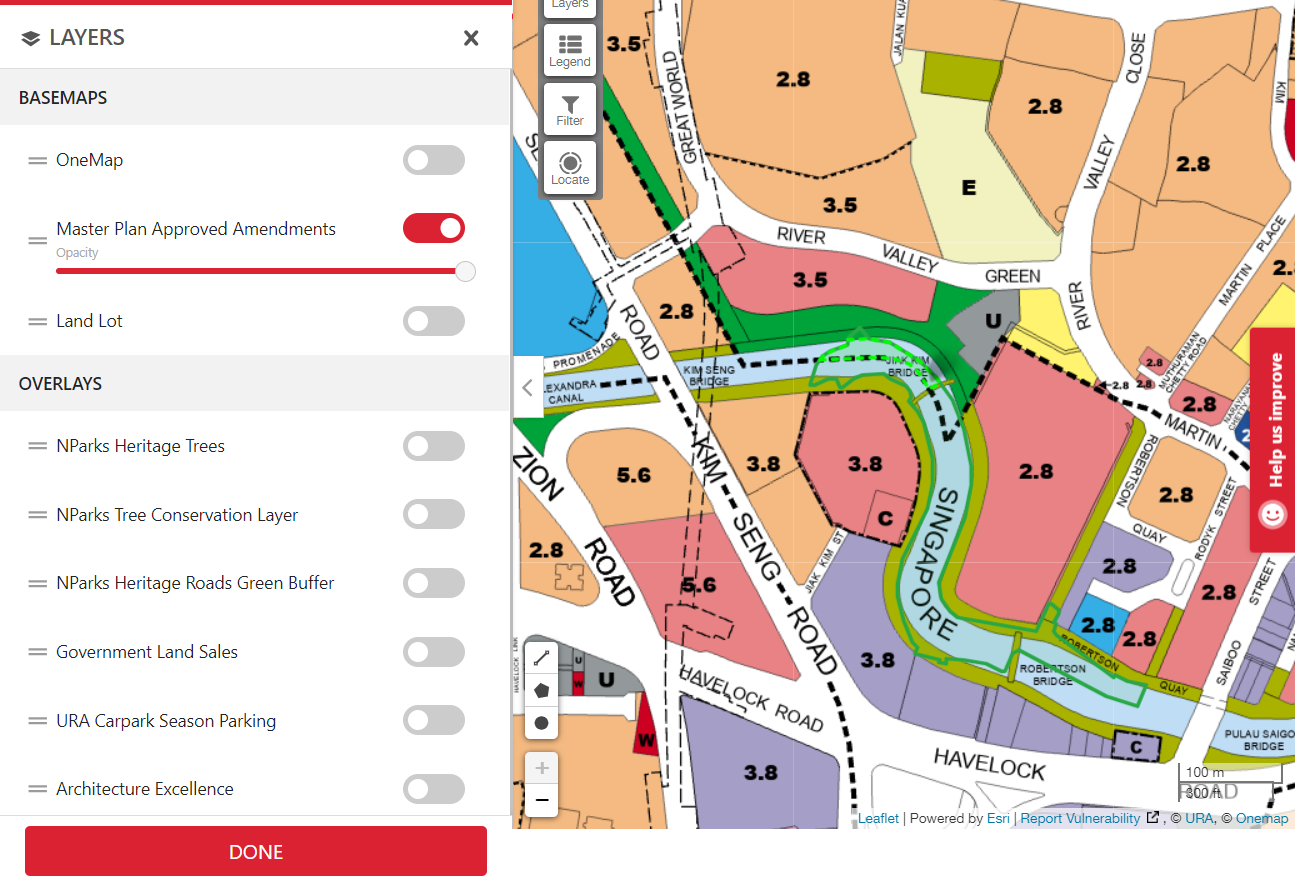 LAYERS
BASEMAPS
OneMap
Master Plan Approved Amendments
Opacity
Land Lot
OVERLAYS
NParks Heritage Trees
NParks Tree Conservation Layer
NParks Heritage Roads Green Buffer
Government Land Sales
URA Carpark Season Parking
Architecture Excellence
DONE
Layers
Legend
Filter
Locate
3.5
2.8
GREAT WORLD
JALAN KUA
CLOSE
KIM
2.8
2.8
VALLEY
E
3.5
RIVER
VALLEY
GREEN
RIVER
MARTIN PLACE
2.
3.5
2.8
U
ROAD
PROMENADE
KIM SENG
BRIDGE
JIAK KIM
BRIDGE
ALEXANDRA
CANAL
2.8
MUTHURAMAN
CHETTY ROAD
2.8
2.8
2.8
MARTIN
2
Help us improve
ZION
ROAD
5.6
KIM
SENG
ROAD
3.8
3.8
C
SINGAPORE
2.8
ROBERTSON
QUAY
2.8
RODYK STREET
2.8
5.6
JIAK KIM ST
2.8
2.8
2.8
2.8
SAIBOO
STREET
HAVELOCK LINK
U
W
U
W
3.8
ROBERTSON
QUAY
ROBERTSON
BRIDGE
HAVELOCK ROAD
3.8
HAVELOCK
ROAD
C
PULAU SAIGO
BRIDGE
100 m
300 ft
Leaflet | Powered by Esri | Report Vulnerability , © URA, © Onemap